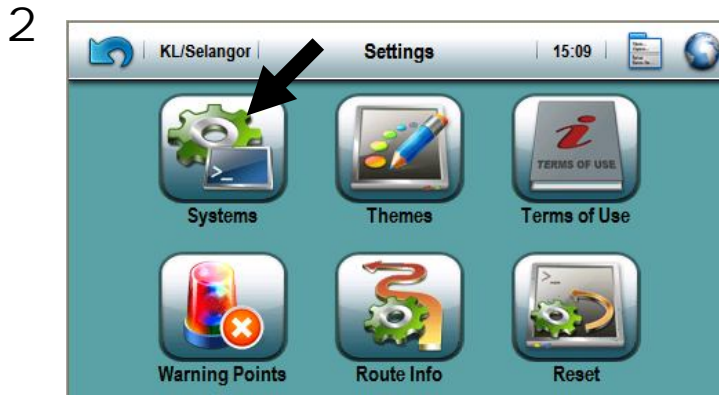 2
KL/Selangor Settings 15:09
>_
TERMS OF USE
Systems Themes Terms of Use
>_
Warning Points Route Info Reset